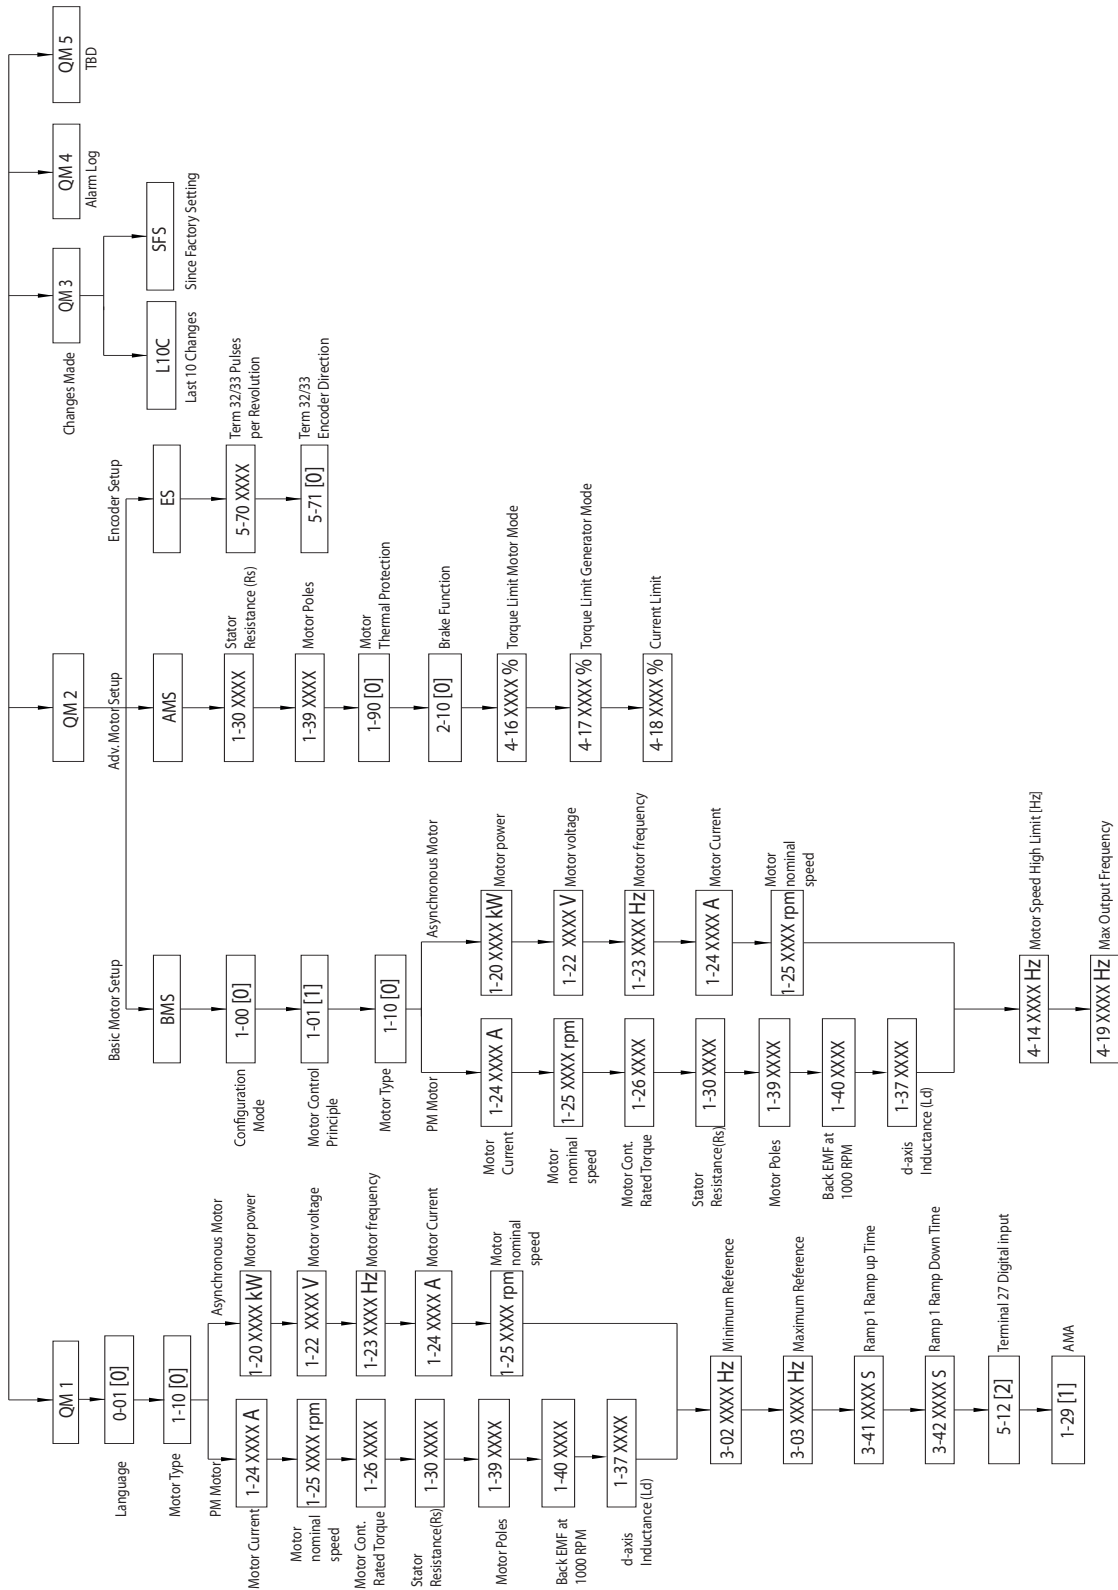 QM 1
0-01 [0]
Language
1-10 [0]
Motor Type
PM Motor
1-24 XXXX A
Motor Current
1-25 XXXX rpm
Motor
nominal
speed
1-26 XXXX
Motor Cont.
Rated Torque
1-30 XXXX
Stator
Resistance(Rs)
1-39 XXXX
Motor Poles
1-40 XXXX
Back EMF at
1000 RPM
1-37 XXXX
d-axis
Inductance (Ld)
Asynchronous Motor
1-20 XXXX kW
Motor power
1-22 XXXX V
Motor voltage
1-23 XXXX Hz
Motor frequency
1-24 XXXX A
Motor Current
1-25 XXXX rpm
Motor
nominal
speed
3-02 XXXX Hz
Minimum Reference
3-03 XXXX Hz
Maximum Reference
3-41 XXXX S
Ramp 1 Ramp up Time
3-42 XXXX S
Ramp 1 Ramp Down Time
5-12 [2]
Terminal 27 Digital input
1-29 [1]
AMA
QM 2
Basic Motor Setup
BMS
1-00 [0]
Configuration
Mode
1-01 [1]
Motor Control
Principle
1-10 [0]
Motor Type
PM Motor
1-24 XXXX A
Motor
Current
1-25 XXXX rpm
Motor
nominal
speed
1-26 XXXX
Motor Cont.
Rated Torque
1-30 XXXX
Stator
Resistance(Rs)
1-39 XXXX
Motor Poles
1-40 XXXX
Back EMF at
1000 RPM
1-37 XXXX
d-axis
Inductance (Ld)
Asynchronous Motor
1-20 XXXX kW
Motor power
1-22 XXXX V
Motor voltage
1-23 XXXX Hz
Motor frequency
1-24 XXXX A
Motor Current
1-25 XXXX rpm
Motor
nominal
speed
4-14 XXXX Hz
Motor Speed High Limit [Hz]
4-19 XXXX Hz
Max Output Frequency
Adv. Motor Setup
AMS
1-30 XXXX
Stator
Resistance (Rs)
1-39 XXXX
Motor Poles
1-90 [0]
Motor
Thermal Protection
2-10 [0]
Brake Function
4-16 XXXX %
Torque Limit Motor Mode
4-17 XXXX %
Torque Limit Generator Mode
4-18 XXXX %
Current Limit
Encoder Setup
ES
5-70 XXXX
Term 32/33 Pulses
per Revolution
5-71 [0]
Term 32/33
Encoder Direction
QM 3
Changes Made
L10C
Last 10 Changes
SFS
Since Factory Setting
QM 4
Alarm Log
QM 5
TBD